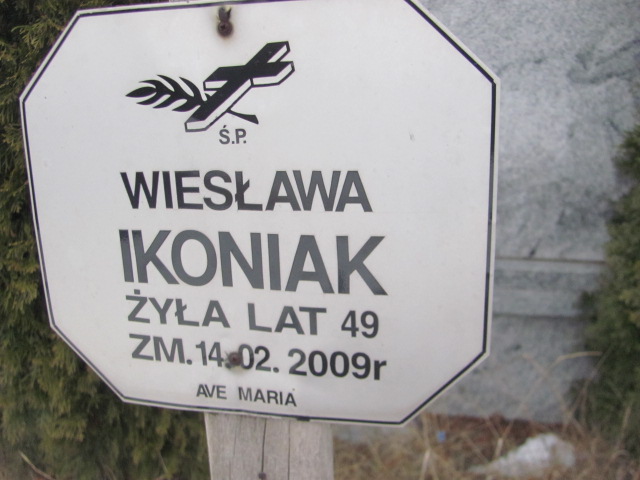 Ś.P.
WIESŁAWA
IKONIAK
ŻYŁA LAT 49
ZM. 14.02.2009r
AVE MARIA